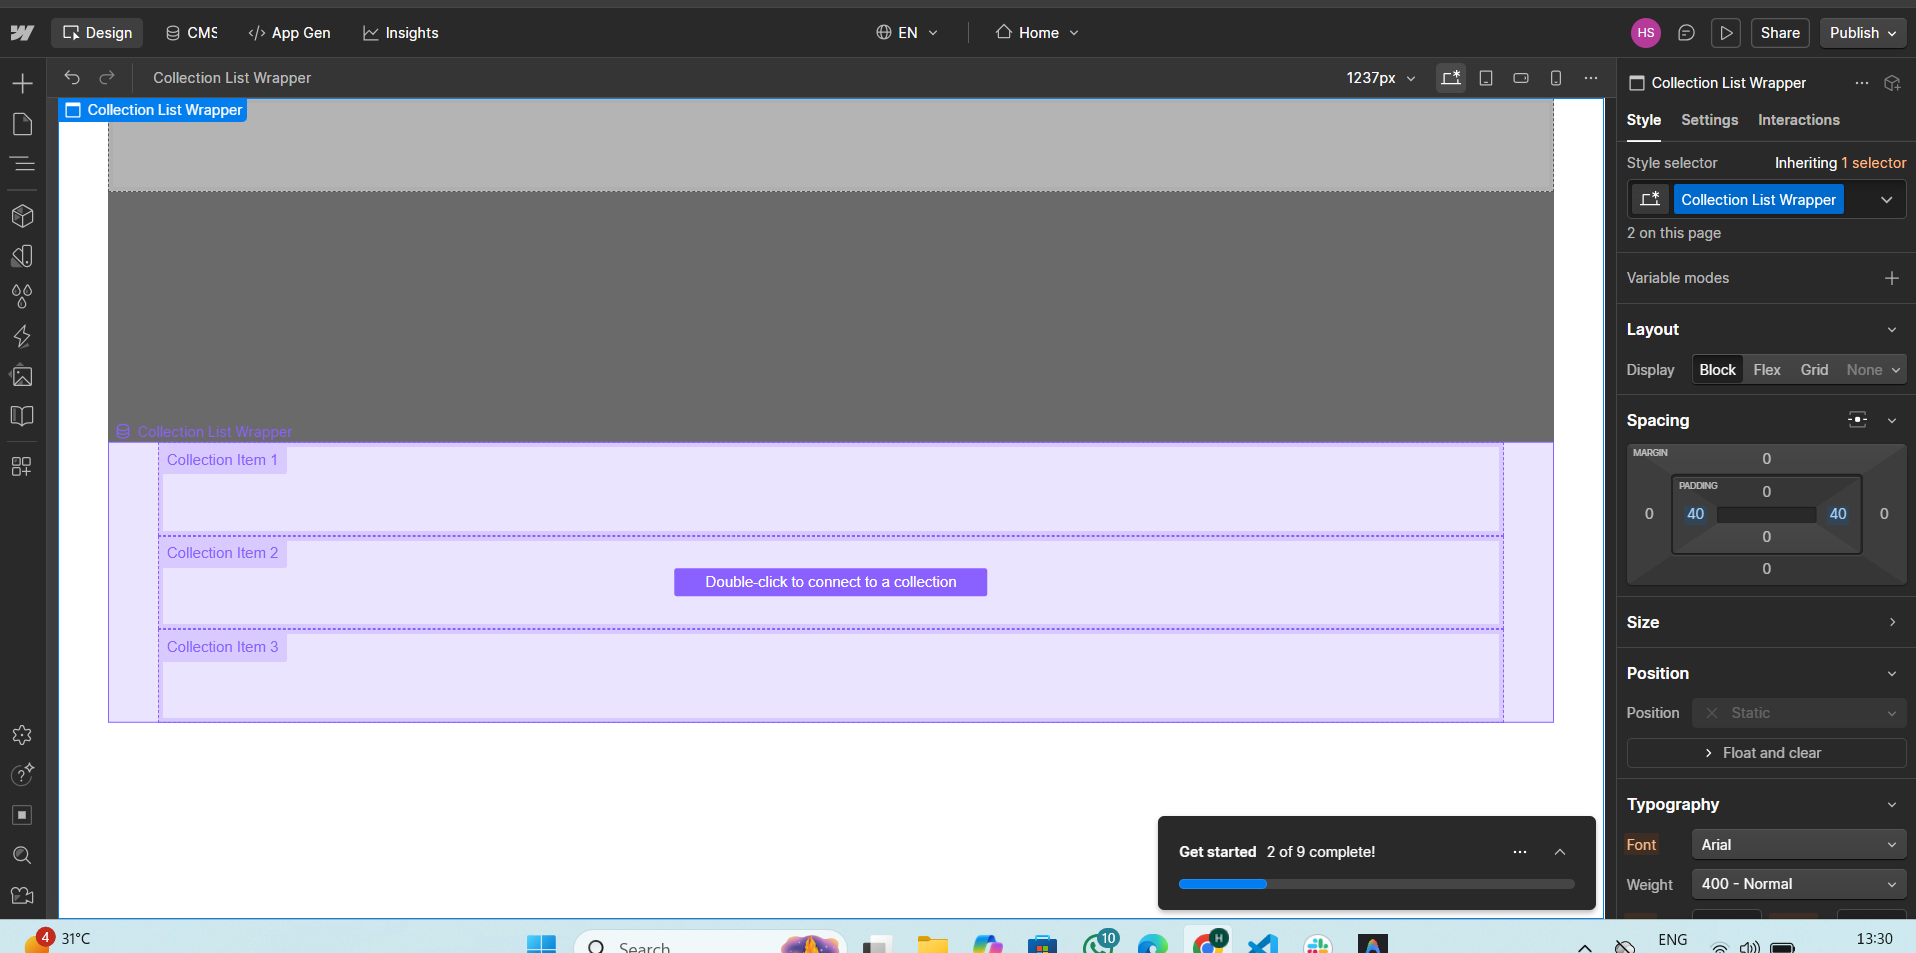 Design CMS App Gen Insights EN Home HS Share Publish
Collection List Wrapper 1237px
Collection List Wrapper
Collection List Wrapper
Style Settings Interactions
Style selector Inheriting 1 selector
Collection List Wrapper
2 on this page
Variable modes
Layout
Display Block Flex Grid None
Spacing
MARGIN 0
PADDING 0
0 40 40 0
0
0
Size
Position
Position Static
Float and clear
Typography
Font Arial
Weight 400 - Normal
Collection List Wrapper
Collection Item 1
Collection Item 2
Double-click to connect to a collection
Collection Item 3
Get started 2 of 9 complete!
4 31°C
Search
10
H
ENG
13:30